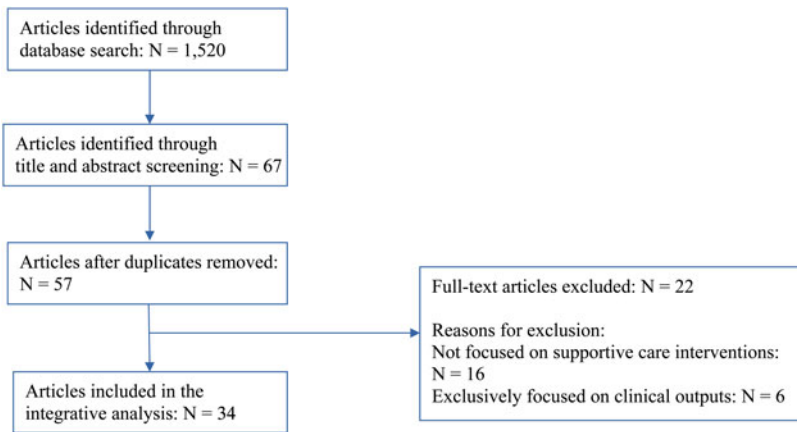 Articles identified through
database search: N = 1,520
Articles identified through
title and abstract screening: N = 67
Articles after duplicates removed:
N = 57
Full-text articles excluded: N = 22
Reasons for exclusion:
Not focused on supportive care interventions:
N = 16
Exclusively focused on clinical outputs: N = 6
Articles included in the
integrative analysis: N = 34